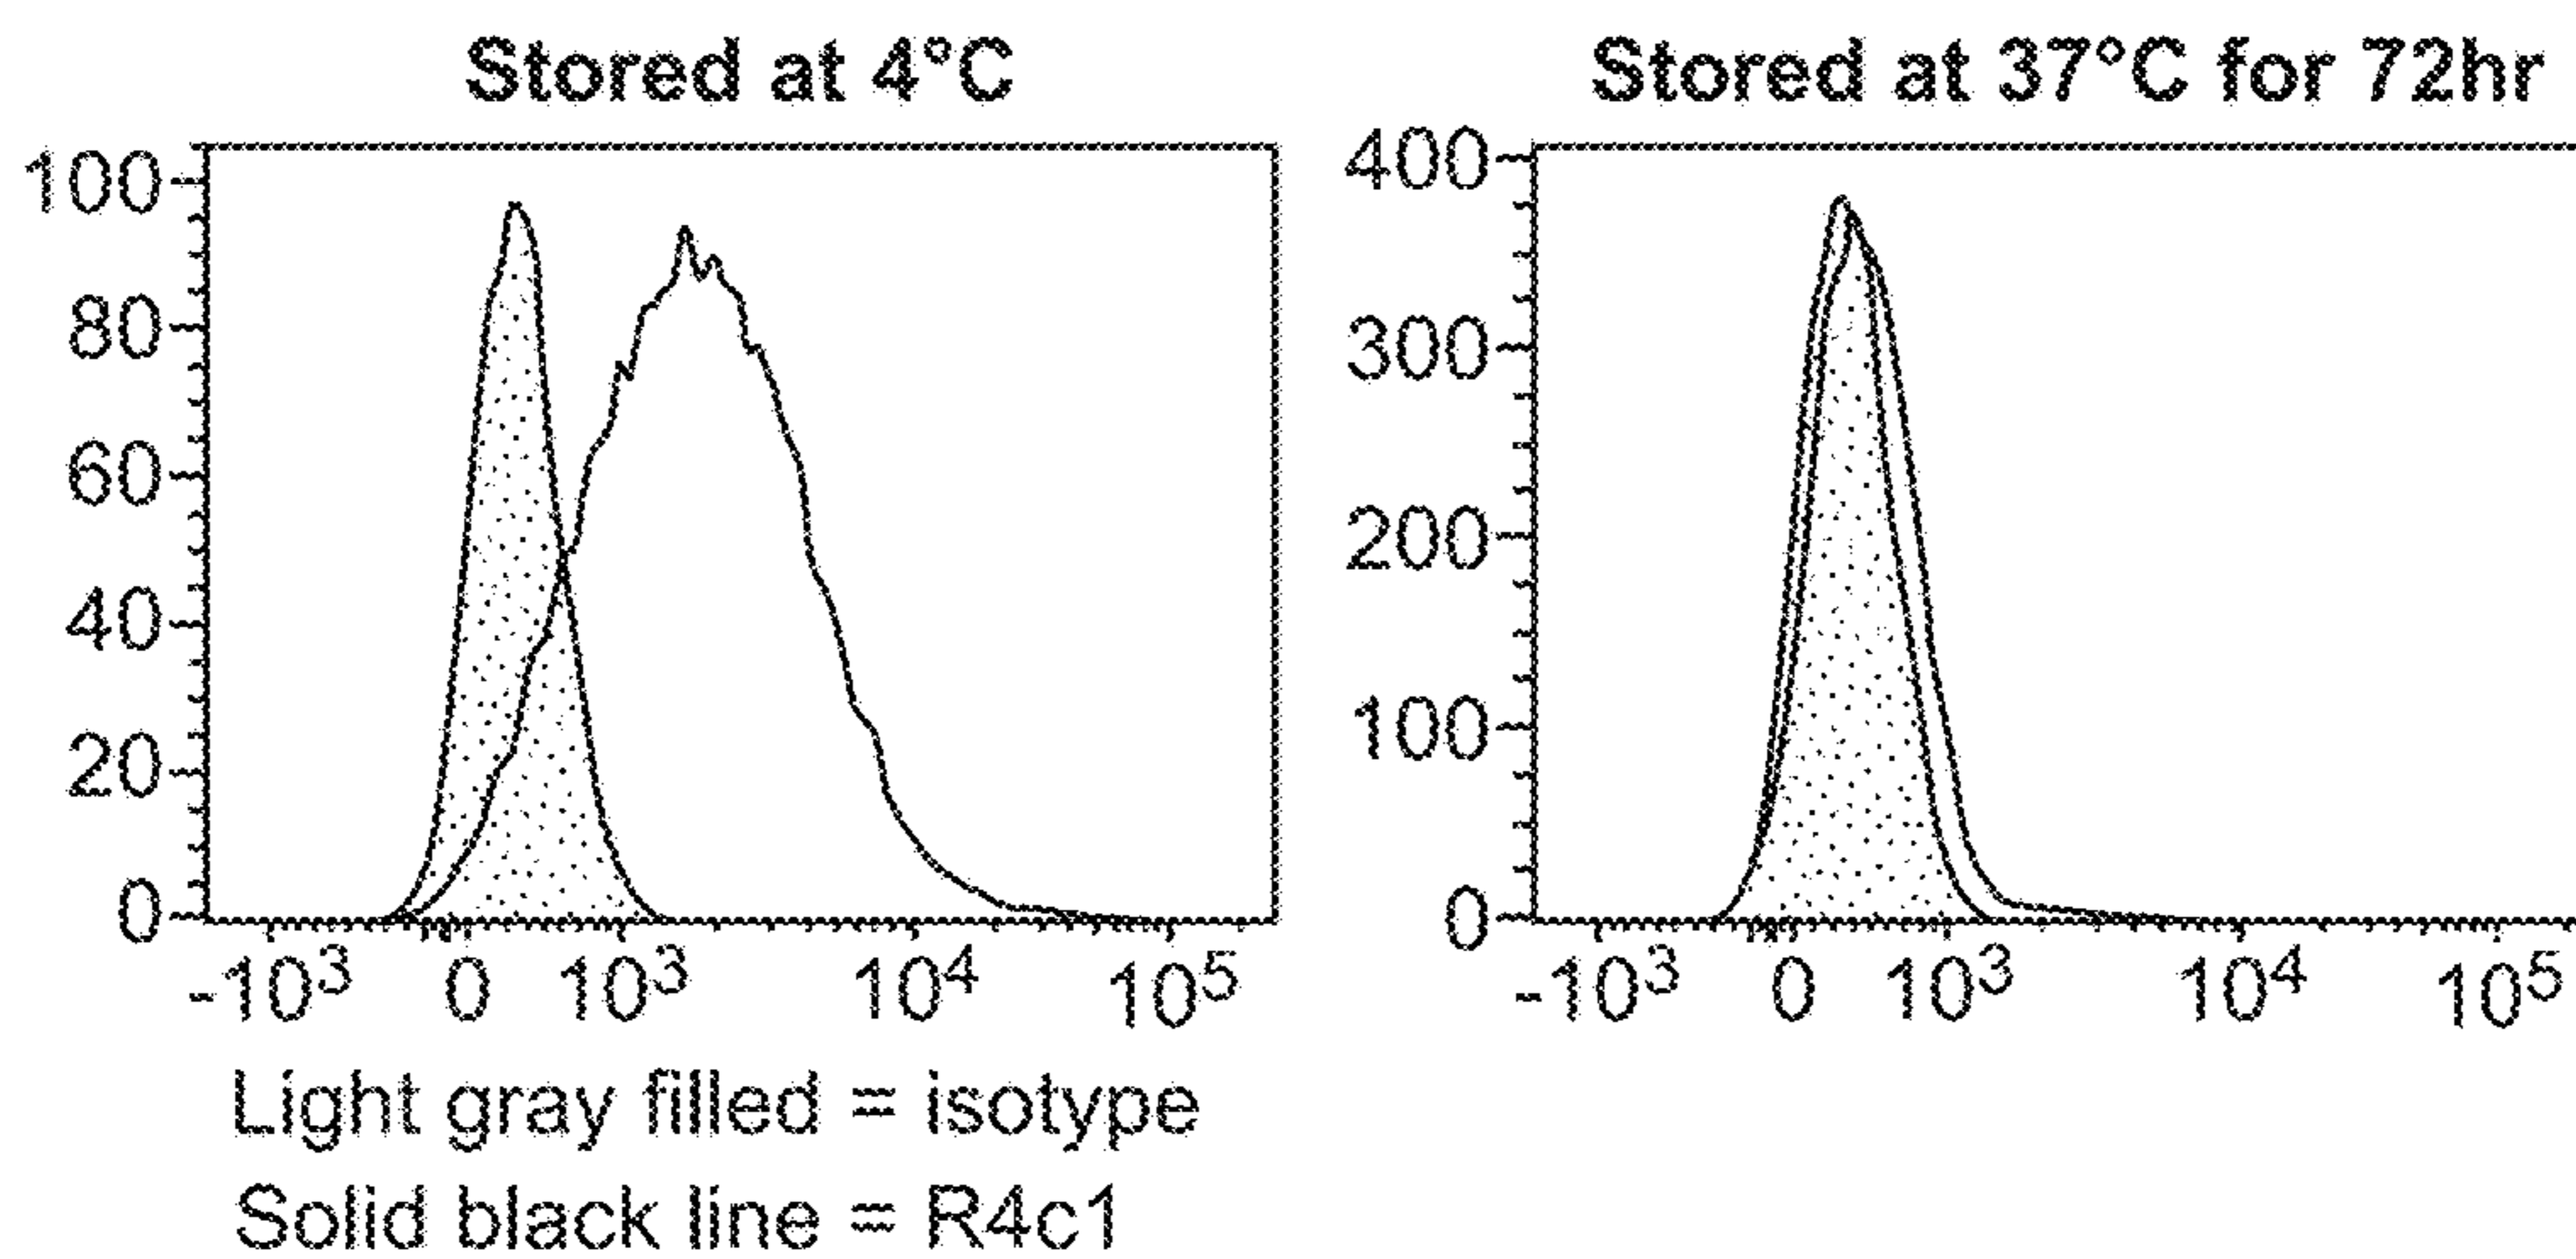 Stored at 4°C
100
80
60
40
20
0
-10³ 0 10³ 10⁴ 10⁵
Light gray filled = isotype
Solid black line = R4c1
Stored at 37°C for 72hr
400
300
200
100
0
-10³ 0 10³ 10⁴ 10⁵